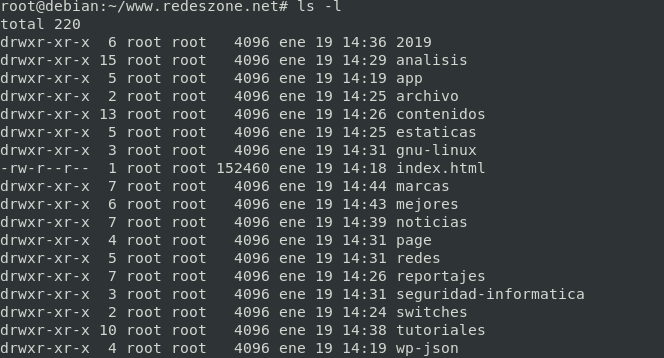 root@debian:~/www.redeszone.net# ls -l
total 220
drwxr-xr-x  6 root root   4096 ene 19 14:36 2019
drwxr-xr-x 15 root root   4096 ene 19 14:29 analisis
drwxr-xr-x  5 root root   4096 ene 19 14:19 app
drwxr-xr-x  2 root root   4096 ene 19 14:25 archivo
drwxr-xr-x 13 root root   4096 ene 19 14:26 contenidos
drwxr-xr-x  5 root root   4096 ene 19 14:25 estaticas
drwxr-xr-x  3 root root   4096 ene 19 14:31 gnu-linux
-rw-r--r--  1 root root 152460 ene 19 14:18 index.html
drwxr-xr-x  7 root root   4096 ene 19 14:44 marcas
drwxr-xr-x  6 root root   4096 ene 19 14:43 mejores
drwxr-xr-x  7 root root   4096 ene 19 14:39 noticias
drwxr-xr-x  4 root root   4096 ene 19 14:31 page
drwxr-xr-x  5 root root   4096 ene 19 14:31 redes
drwxr-xr-x  7 root root   4096 ene 19 14:26 reportajes
drwxr-xr-x  3 root root   4096 ene 19 14:31 seguridad-informatica
drwxr-xr-x  2 root root   4096 ene 19 14:24 switches
drwxr-xr-x 10 root root   4096 ene 19 14:38 tutoriales
drwxr-xr-x  4 root root   4096 ene 19 14:19 wp-json